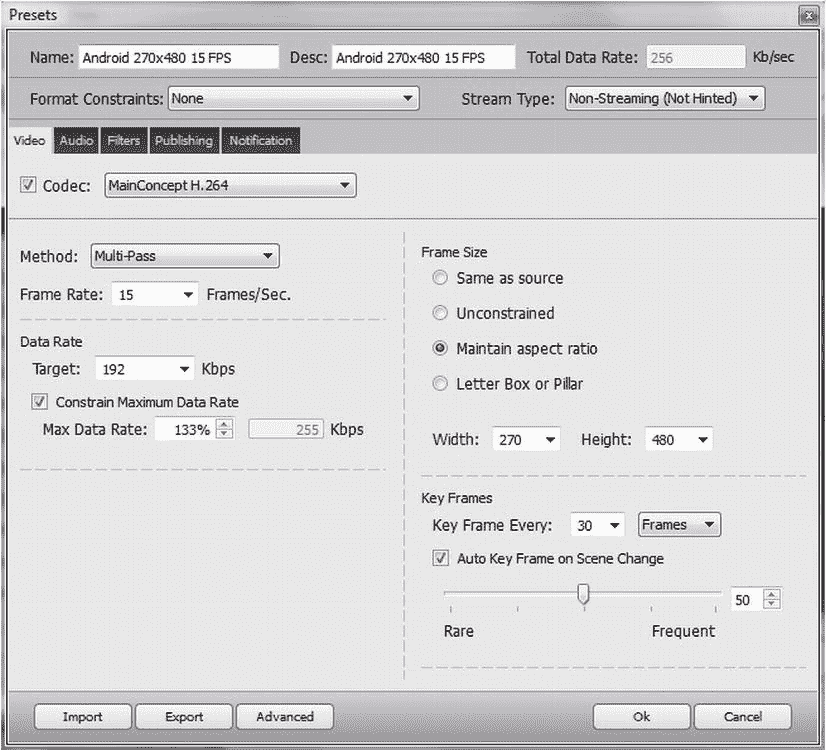 Presets
Name: Android 270x480 15 FPS Desc: Android 270x480 15 FPS Total Data Rate: 256 Kb/sec
Format Constraints: None Stream Type: Non-Streaming (Not Hinted)
Video Audio Filters Publishing Notification
Codec: MainConcept H.264
Method: Multi-Pass
Frame Rate: 15 Frames/Sec.
Data Rate
Target: 192 Kbps
Constrain Maximum Data Rate
Max Data Rate: 133% 255 Kbps
Frame Size
Same as source
Unconstrained
Maintain aspect ratio
Letter Box or Pillar
Width: 270 Height: 480
Key Frames
Key Frame Every: 30 Frames
Auto Key Frame on Scene Change
50
Rare Frequent
Import Export Advanced Ok Cancel